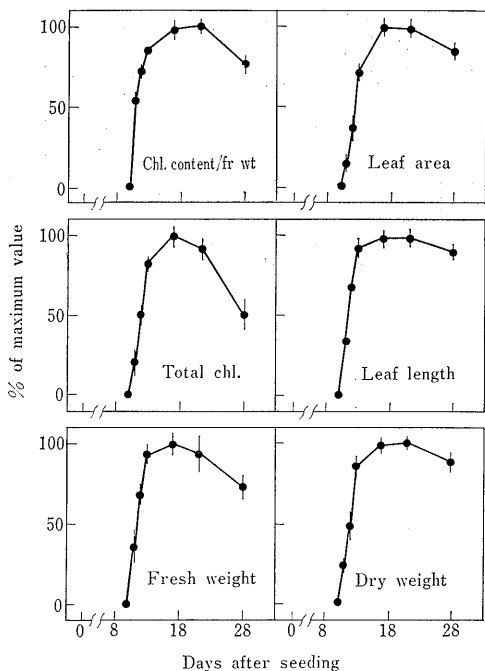 % of maximum value
100
50
0
Chl. content/fr wt
Leaf area
100
50
0
Total chl.
Leaf length
100
50
0
Fresh weight
Dry weight
0 8 18 28 0 8 18 28
Days after seeding